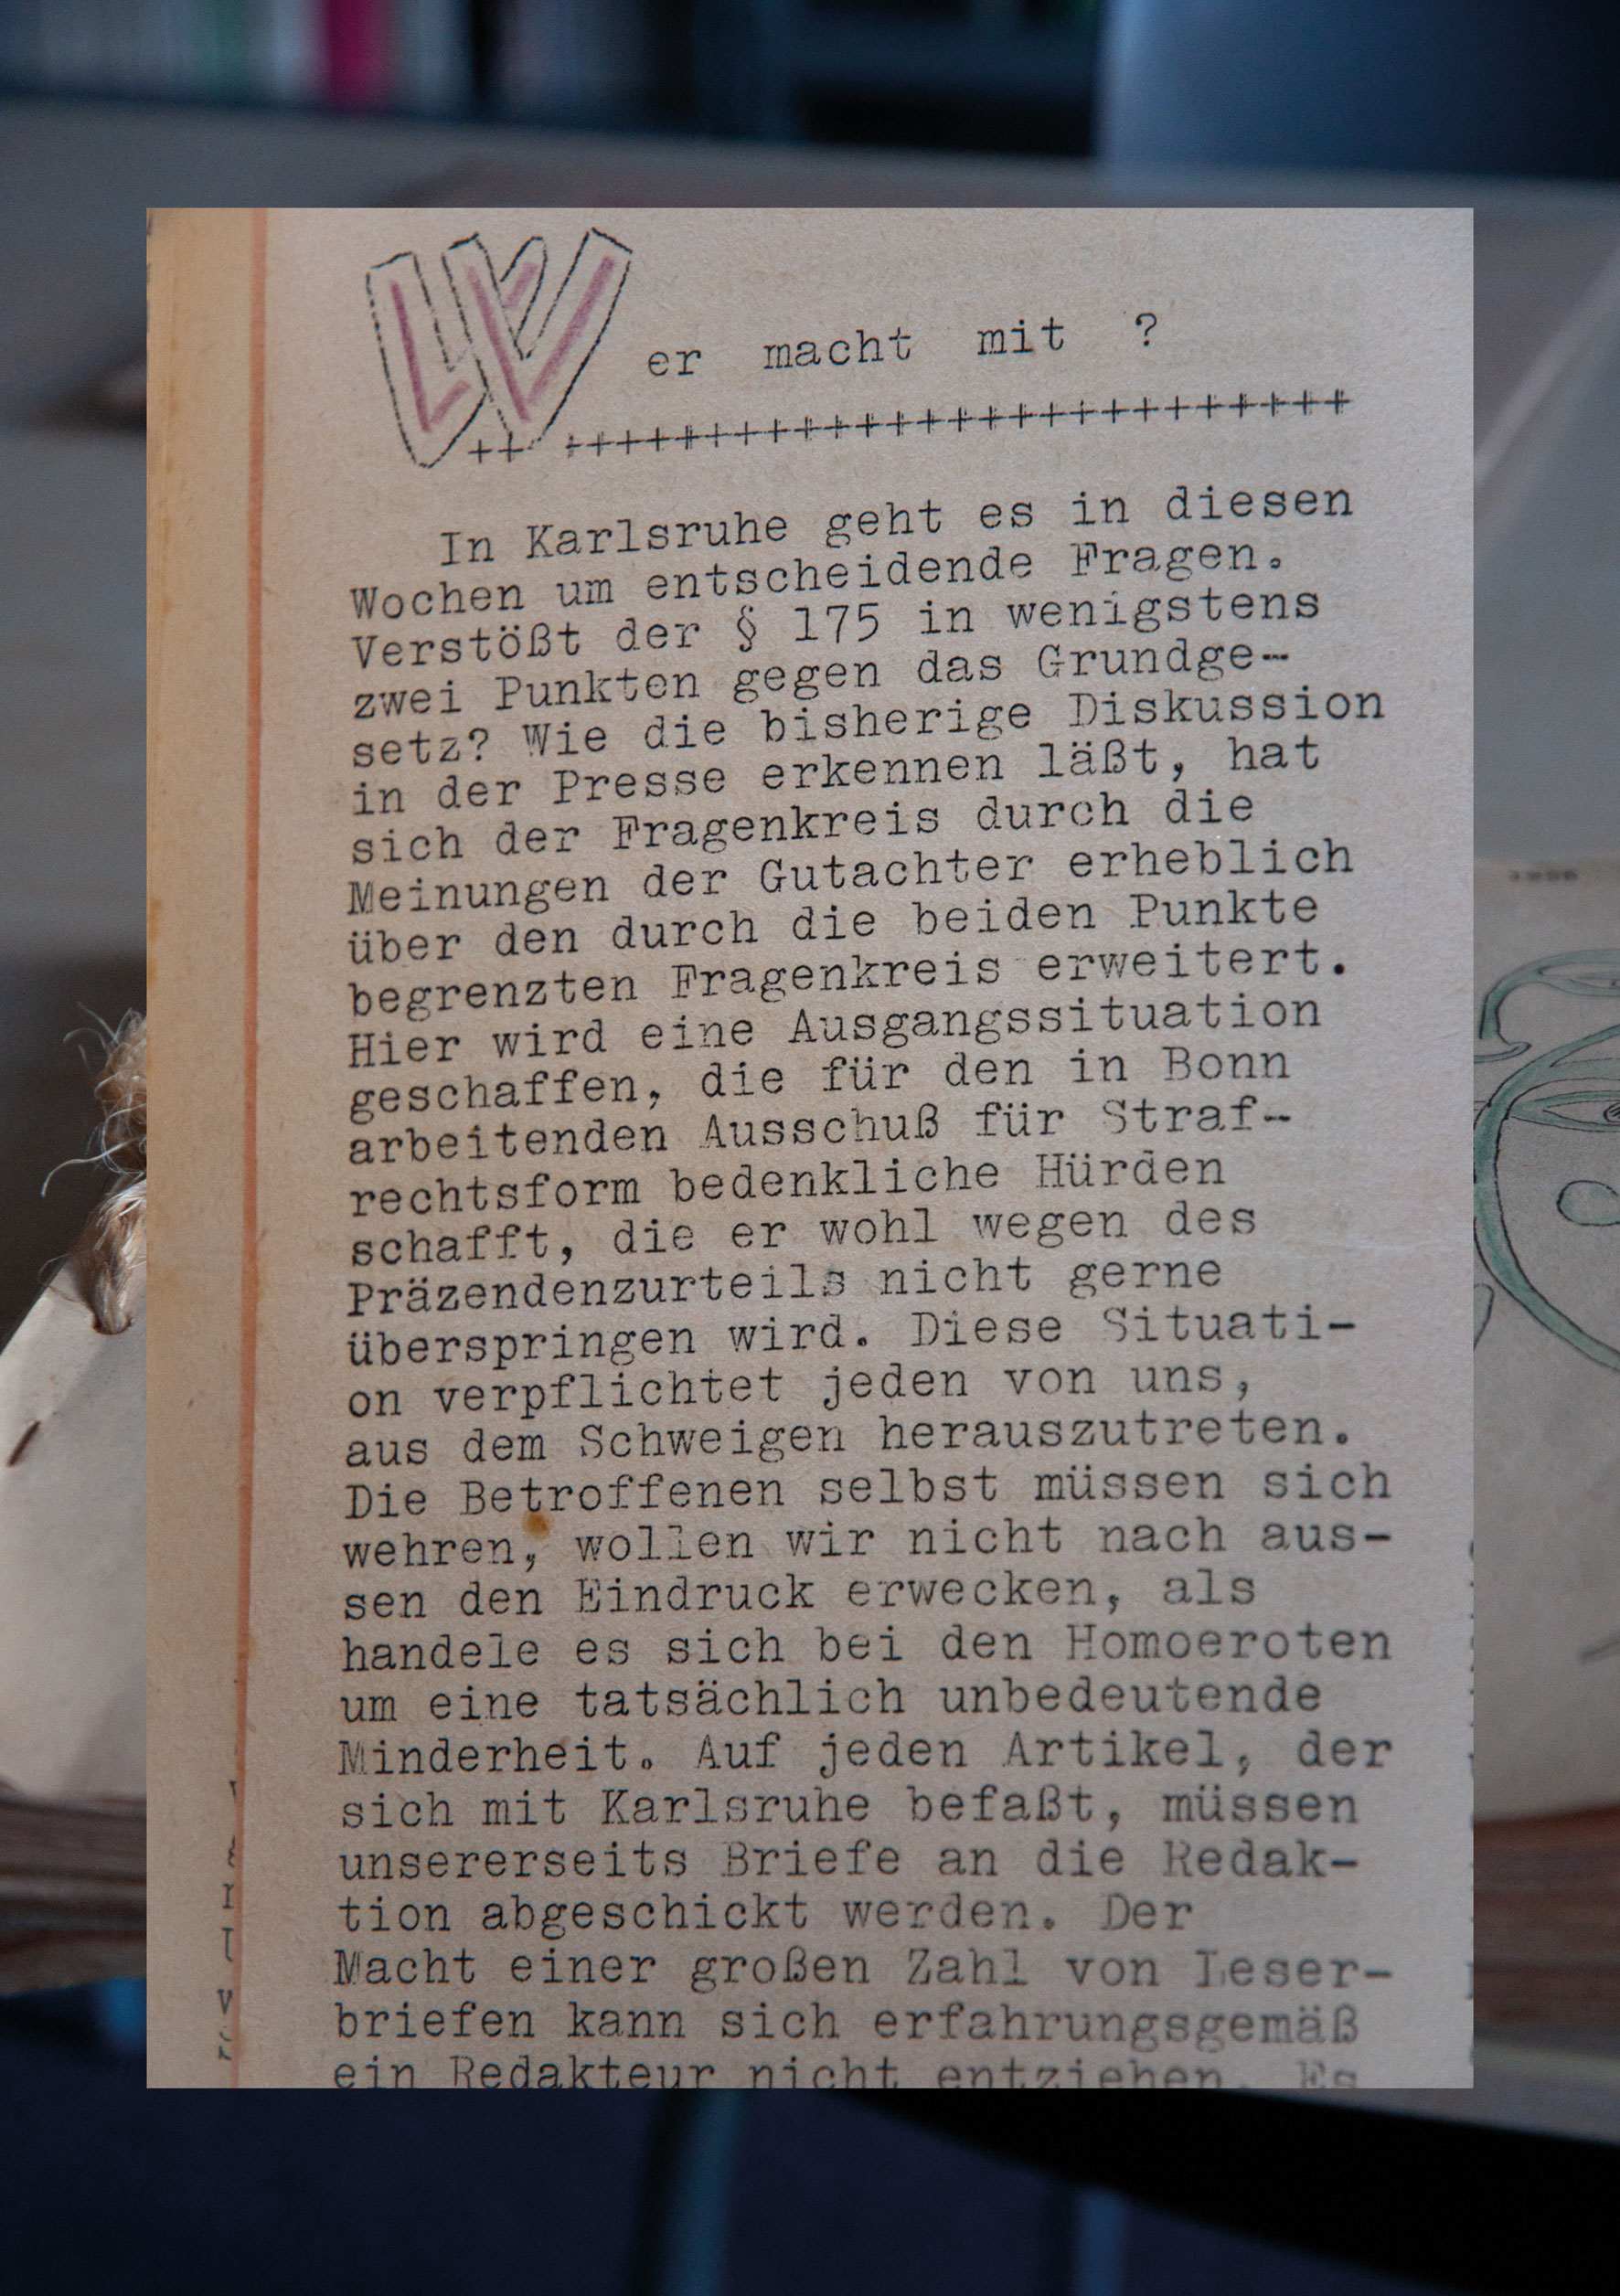 Wer macht mit ?
++ ++++++++++++++++++++++++++
In Karlsruhe geht es in diesen
Wochen um entscheidende Fragen.
Verstößt der § 175 in wenigstens
zwei Punkten gegen das Grundge-
setz? Wie die bisherige Diskussion
in der Presse erkennen läßt, hat
sich der Fragenkreis durch die
Meinungen der Gutachter erheblich
über den durch die beiden Punkte
begrenzten Fragenkreis erweitert.
Hier wird eine Ausgangssituation
geschaffen, die für den in Bonn
arbeitenden Ausschuß für Straf-
rechtsform bedenkliche Hürden
schafft, die er wohl wegen des
Präzendenzurteils nicht gerne
überspringen wird. Diese Situati-
on verpflichtet jeden von uns,
aus dem Schweigen herauszutreten.
Die Betroffenen selbst müssen sich
wehren, wollen wir nicht nach aus-
sen den Eindruck erwecken, als
handele es sich bei den Homoeroten
um eine tatsächlich unbedeutende
Minderheit. Auf jeden Artikel, der
sich mit Karlsruhe befaßt, müssen
unsererseits Briefe an die Redak-
tion abgeschickt werden. Der
Macht einer großen Zahl von Leser-
briefen kann sich erfahrungsgemäß
ein Redakteur nicht entziehen. Es